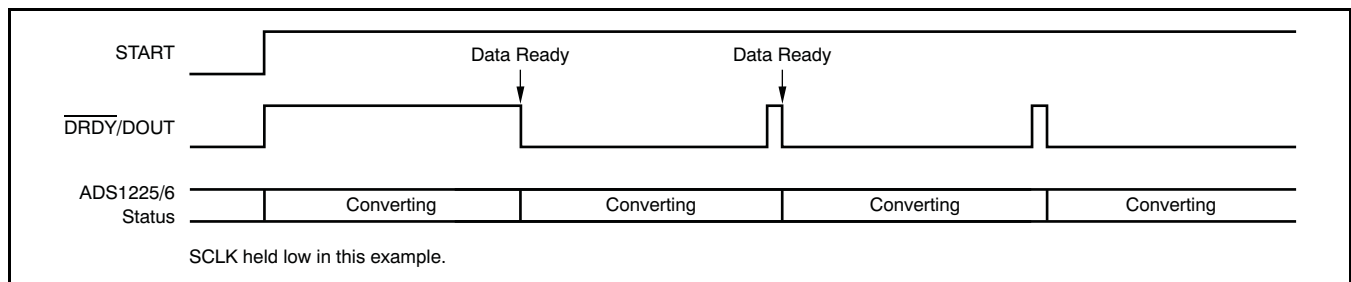 START
Data Ready Data Ready
DRDY/DOUT
ADS1225/6
Status
Converting Converting Converting Converting
SCLK held low in this example.